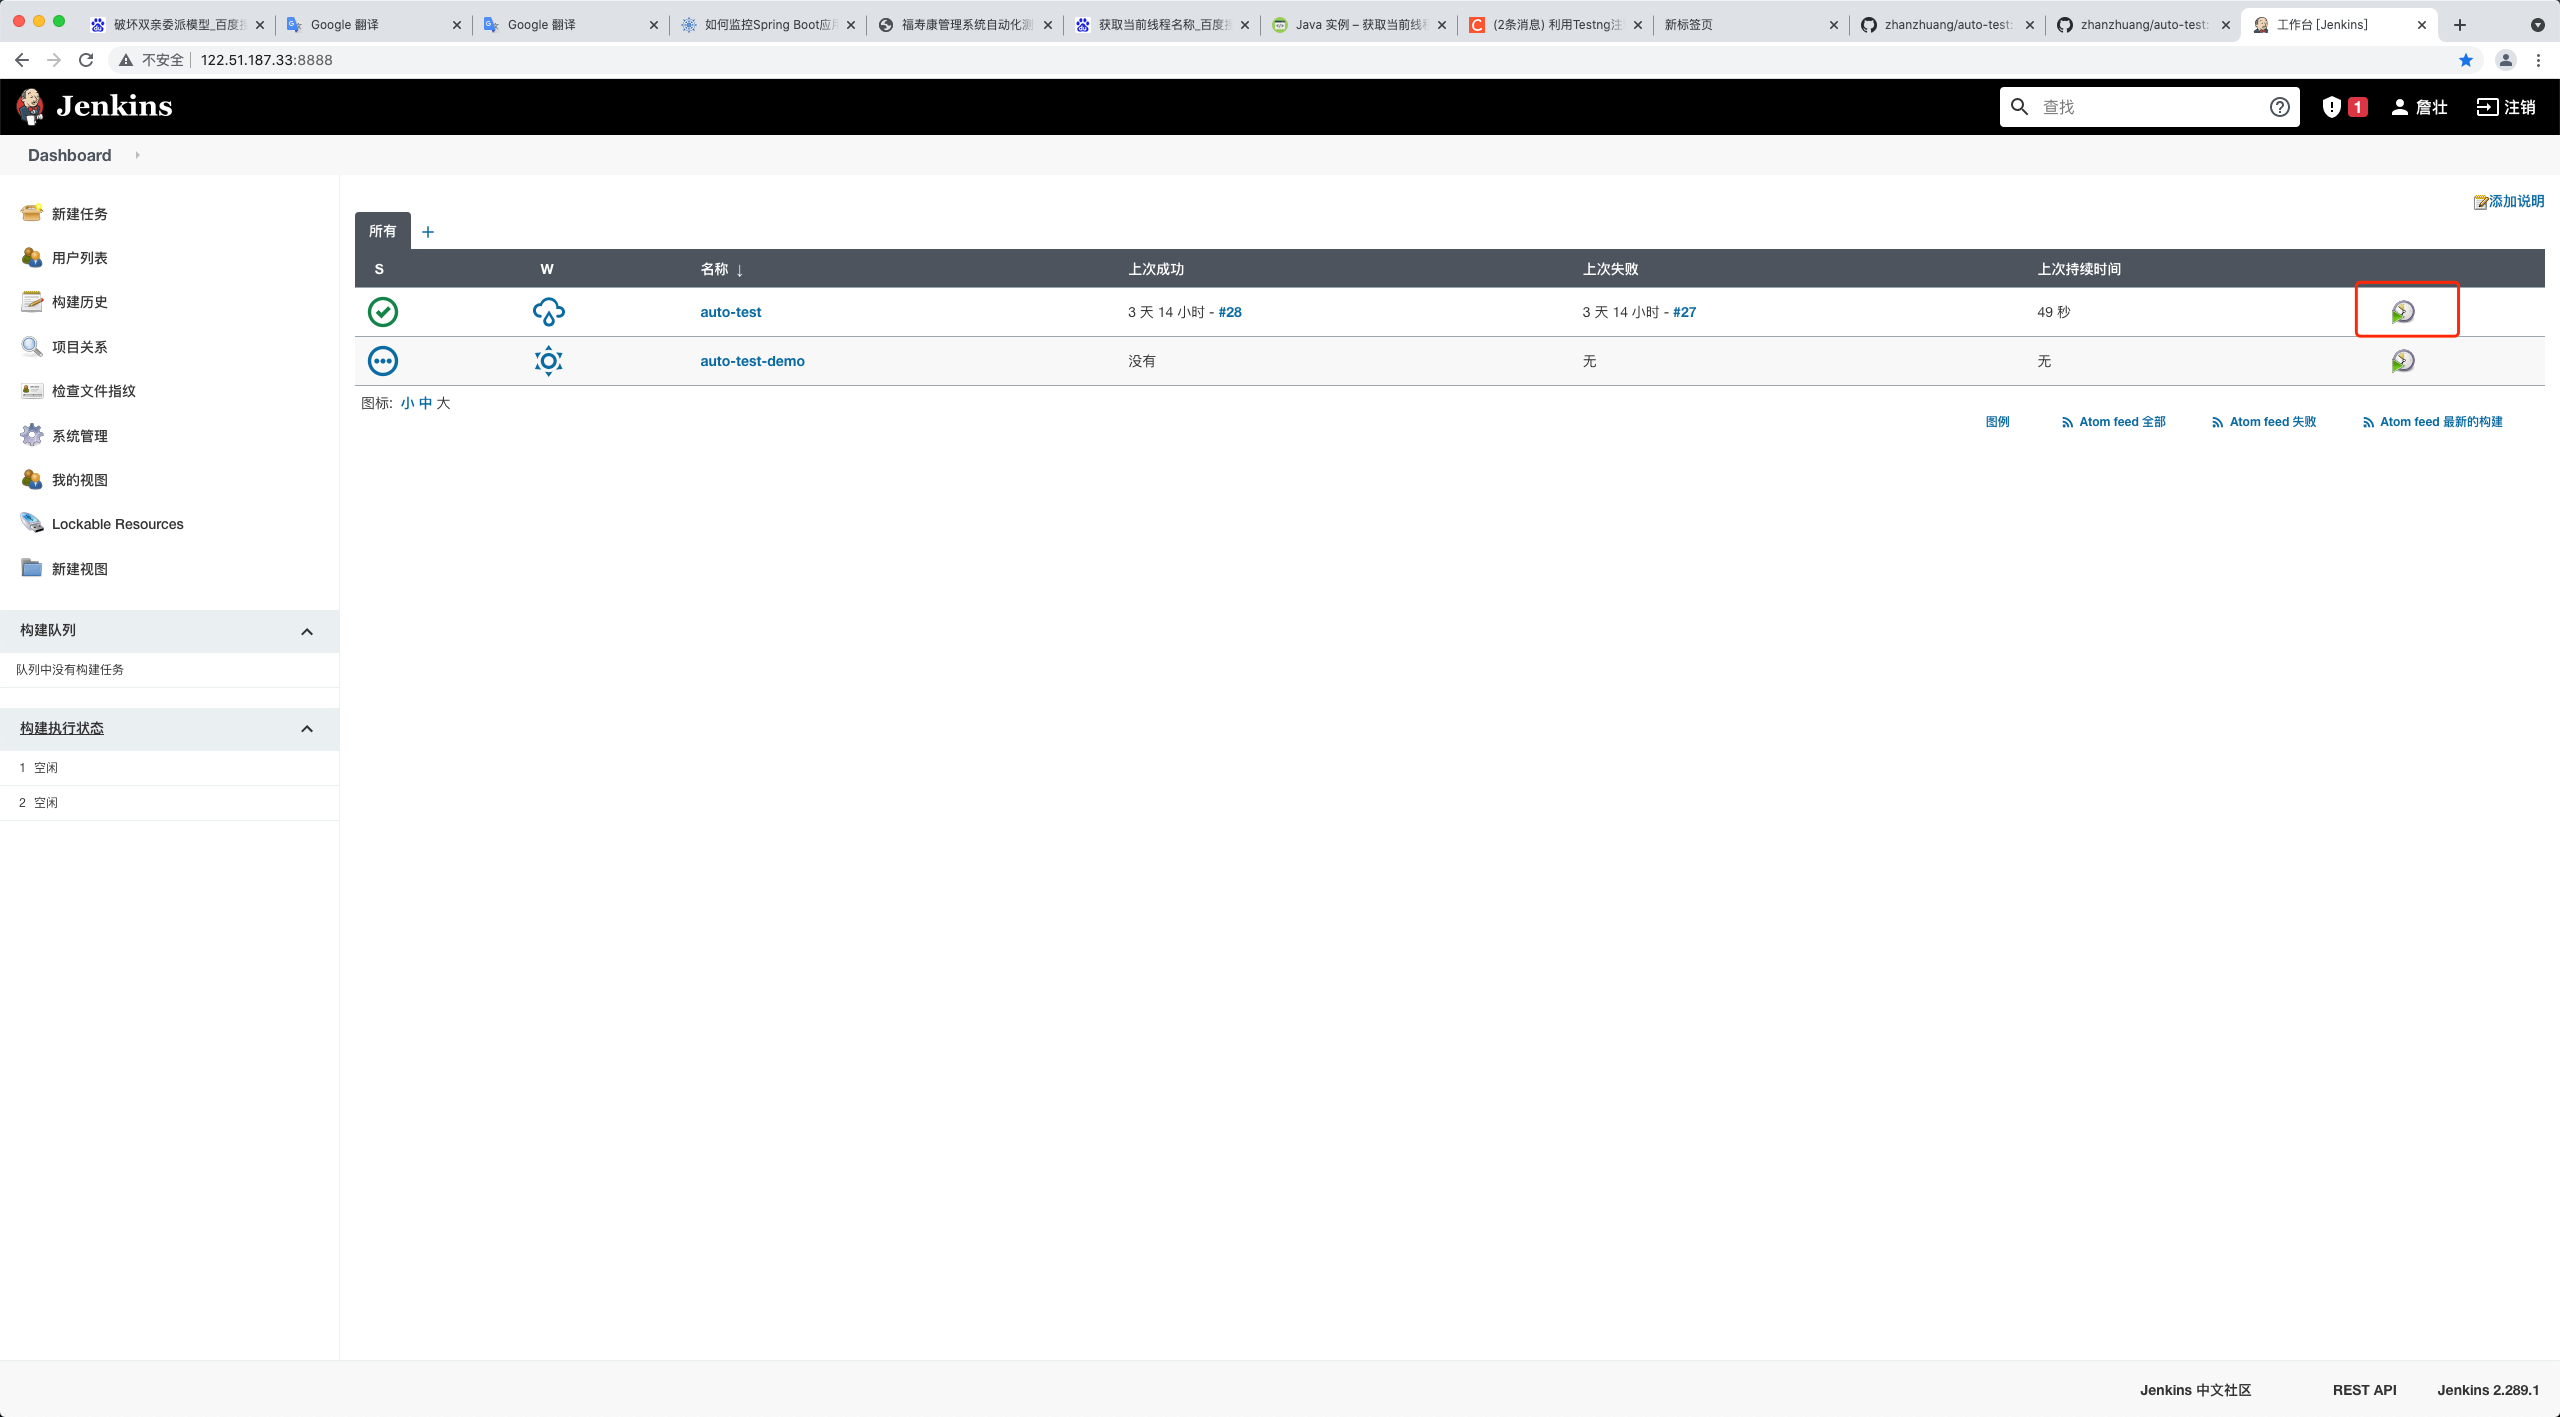 破坏双亲委派模型_百度搜
Google 翻译
Google 翻译
如何监控Spring Boot应用
福寿康管理系统自动化测
获取当前线程名称_百度搜
Java 实例 – 获取当前线程
(2条消息) 利用Testng注
新标签页
zhanzhuang/auto-test:
zhanzhuang/auto-test:
工作台 [Jenkins]
不安全 122.51.187.33:8888
Jenkins
查找
1
詹壮
注销
Dashboard
新建任务
用户列表
构建历史
项目关系
检查文件指纹
系统管理
我的视图
Lockable Resources
新建视图
构建队列
队列中没有构建任务
构建执行状态
1 空闲
2 空闲
添加说明
所有 +
S W 名称 ↓ 上次成功 上次失败 上次持续时间
auto-test 3 天 14 小时 - #28 3 天 14 小时 - #27 49 秒
auto-test-demo 没有 无 无
图标: 小 中 大
图例 Atom feed 全部 Atom feed 失败 Atom feed 最新的构建
Jenkins 中文社区 REST API Jenkins 2.289.1